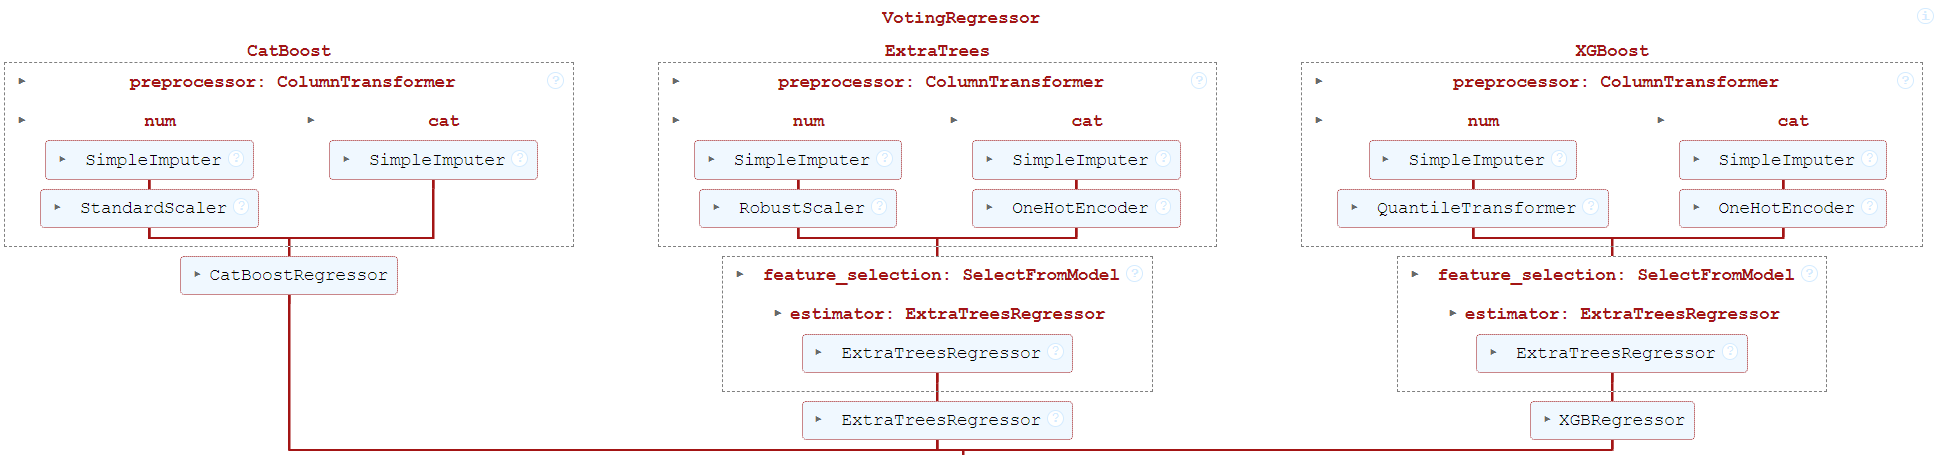 VotingRegressor
CatBoost ExtraTrees XGBoost
preprocessor: ColumnTransformer preprocessor: ColumnTransformer preprocessor: ColumnTransformer
num cat num cat num cat
SimpleImputer SimpleImputer SimpleImputer SimpleImputer SimpleImputer SimpleImputer
StandardScaler RobustScaler OneHotEncoder QuantileTransformer OneHotEncoder
CatBoostRegressor feature_selection: SelectFromModel feature_selection: SelectFromModel
estimator: ExtraTreesRegressor estimator: ExtraTreesRegressor
ExtraTreesRegressor ExtraTreesRegressor
ExtraTreesRegressor XGBRegressor